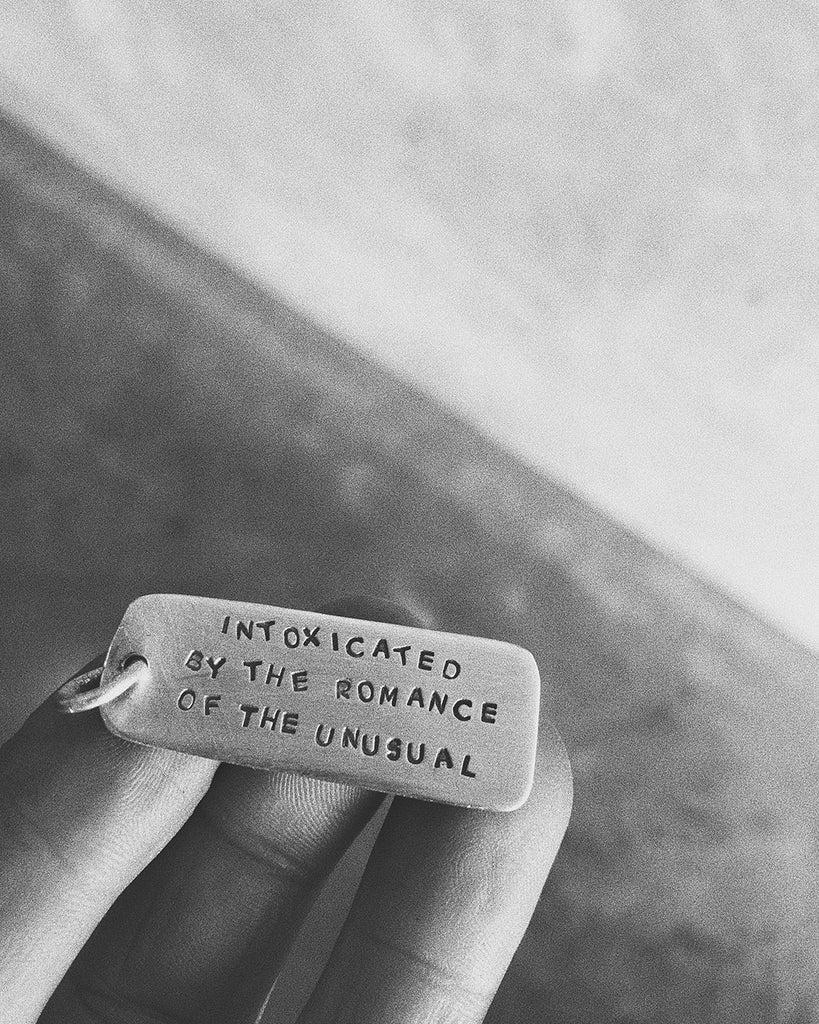 INTOXICATED
BY THE ROMANCE
OF THE UNUSUAL